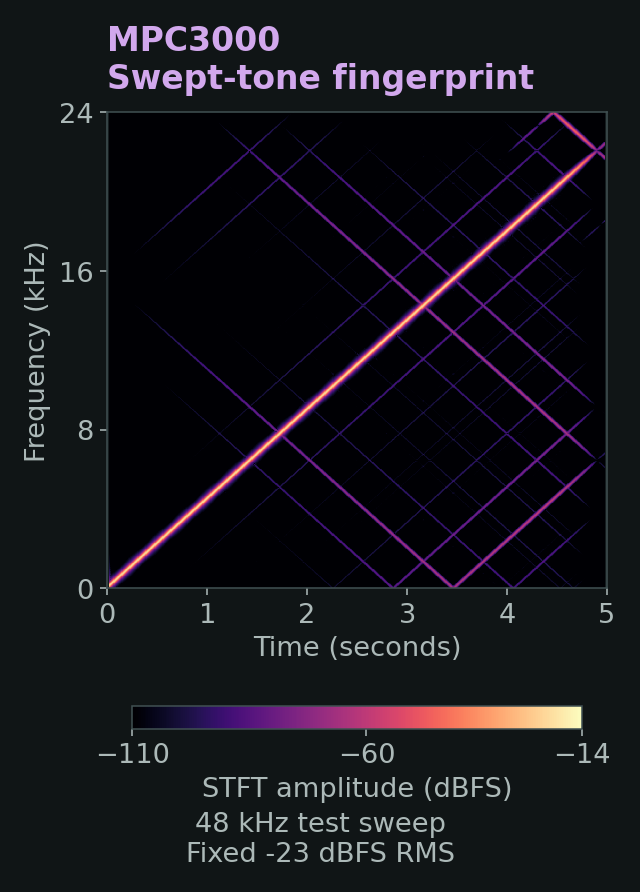 MPC3000
Swept-tone fingerprint
24
16
8
0
Frequency (kHz)
0 1 2 3 4 5
Time (seconds)
−110 −60 −14
STFT amplitude (dBFS)
48 kHz test sweep
Fixed -23 dBFS RMS